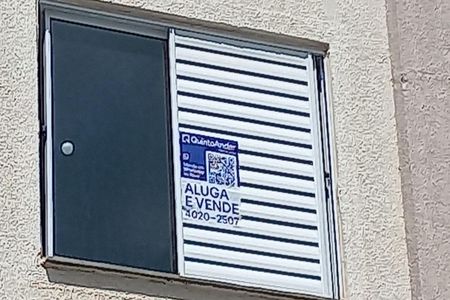 QuintoAndar
ALUGA
E VENDE
4020-2507